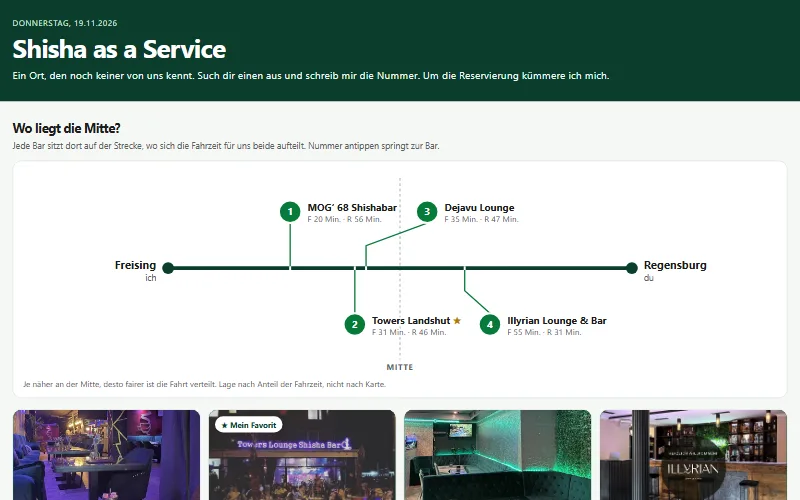 DONNERSTAG, 19.11.2026
Shisha as a Service
Ein Ort, den noch keiner von uns kennt. Such dir einen aus und schreib mir die Nummer. Um die Reservierung kümmere ich mich.
Wo liegt die Mitte?
Jede Bar sitzt dort auf der Strecke, wo sich die Fahrzeit für uns beide aufteilt. Nummer antippen springt zur Bar.
1 MOG' 68 Shishabar
F 20 Min. · R 56 Min.
3 Dejavu Lounge
F 35 Min. · R 47 Min.
Freising
ich
Regensburg
du
2 Towers Landshut ★
F 31 Min. · R 46 Min.
4 Illyrian Lounge & Bar
F 55 Min. · R 31 Min.
MITTE
Je näher an der Mitte, desto fairer ist die Fahrt verteilt. Lage nach Anteil der Fahrzeit, nicht nach Karte.
★ Mein Favorit
Towers Lounge Shisha Bar
ILLYRIAN